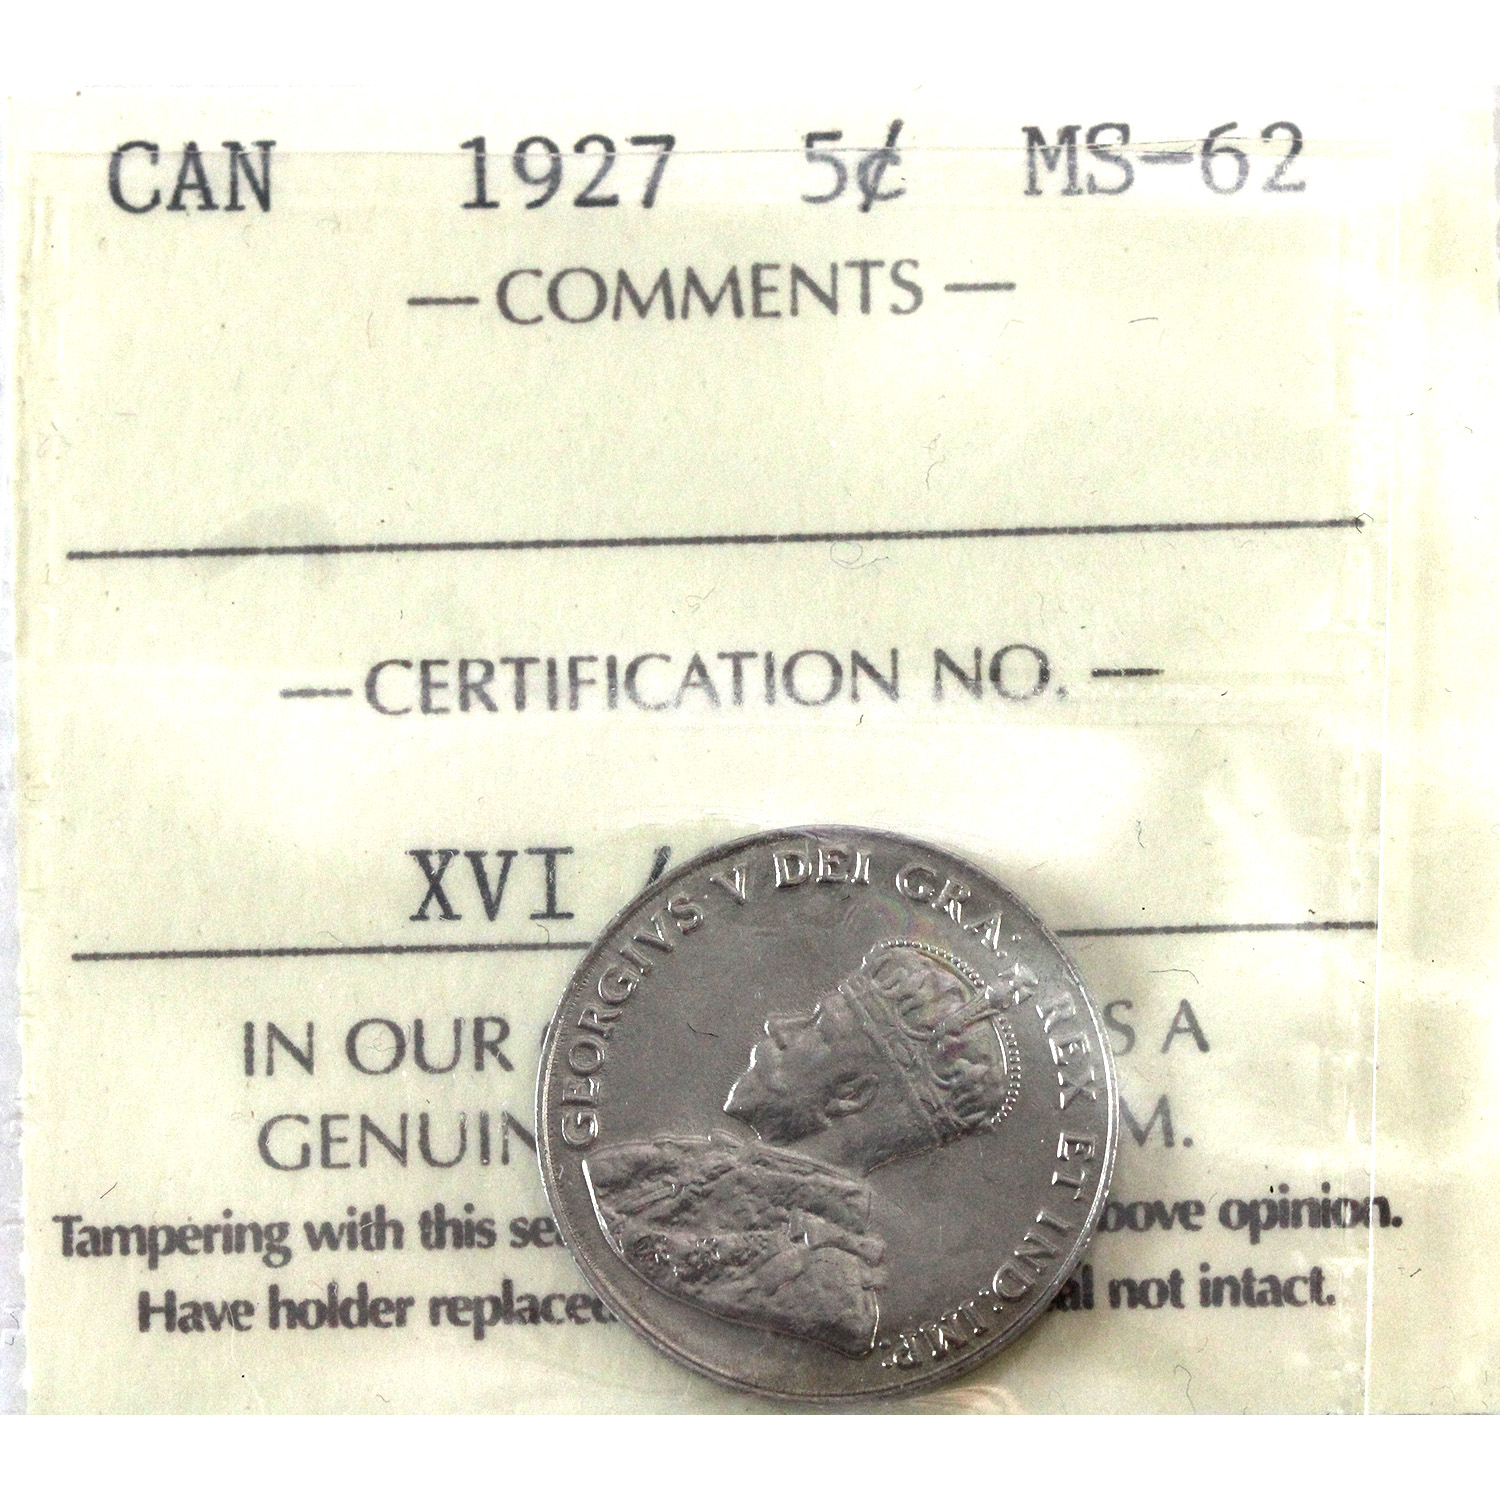 CAN 1927 5¢ MS-62
— COMMENTS —
— CERTIFICATION NO. —
XVI
IN OUR S A
GENUIN M.
Tampering with this se bove opinion.
Have holder replaced al not intact.
GEORGIVS V DEI GRA: REX ET IND: IMP: